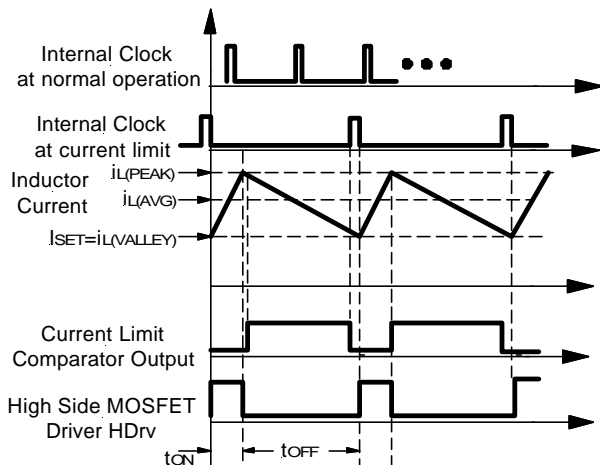 Internal Clock
at normal operation
Internal Clock
at current limit
iL(PEAK)
Inductor
Current
iL(AVG)
ISET=iL(VALLEY)
Current Limit
Comparator Output
High Side MOSFET
Driver HDrv
tON
tOFF